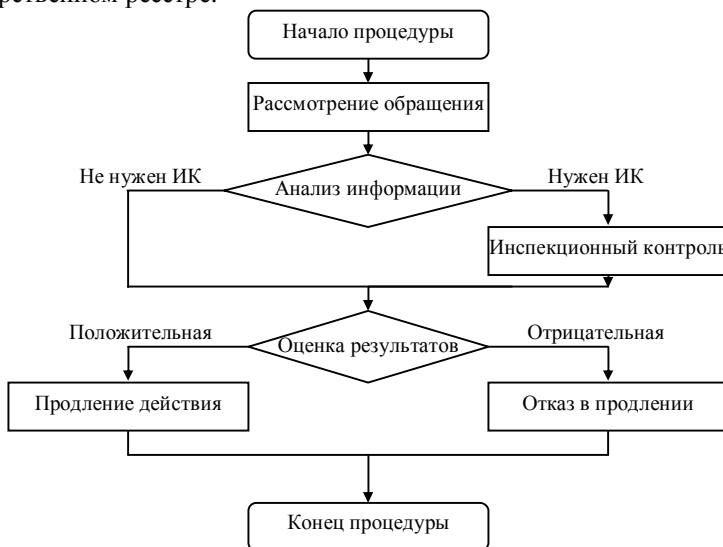 Начало процедуры
Рассмотрение обращения
Не нужен ИК
Анализ информации
Нужен ИК
Инспекционный контроль
Положительная
Оценка результатов
Отрицательная
Продление действия
Отказ в продлении
Конец процедуры